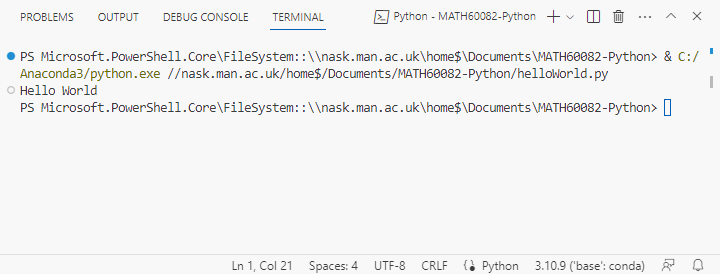 PROBLEMS OUTPUT DEBUG CONSOLE TERMINAL Python - MATH60082-Python
PS Microsoft.PowerShell.Core\FileSystem::\\nask.man.ac.uk\home$\Documents\MATH60082-Python> & C:/
Anaconda3/python.exe //nask.man.ac.uk/home$/Documents/MATH60082-Python/helloWorld.py
Hello World
PS Microsoft.PowerShell.Core\FileSystem::\\nask.man.ac.uk\home$\Documents\MATH60082-Python>
Ln 1, Col 21 Spaces: 4 UTF-8 CRLF Python 3.10.9 ('base': conda)